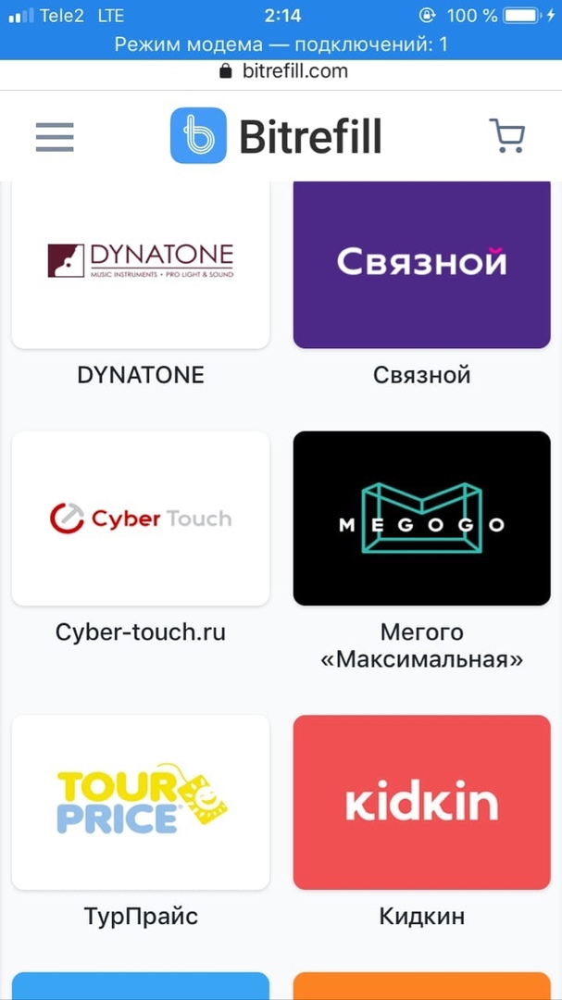 Tele2 LTE 2:14 100 %
Режим модема — подключений: 1
bitrefill.com
Bitrefill
DYNATONE
MUSIC INSTRUMENTS • PRO LIGHT & SOUND
Связной
DYNATONE
Связной
Cyber Touch
MEGOGO
Cyber-touch.ru
Мегого
«Максимальная»
TOUR
PRICE
кidкin
ТурПрайс
Кидкин